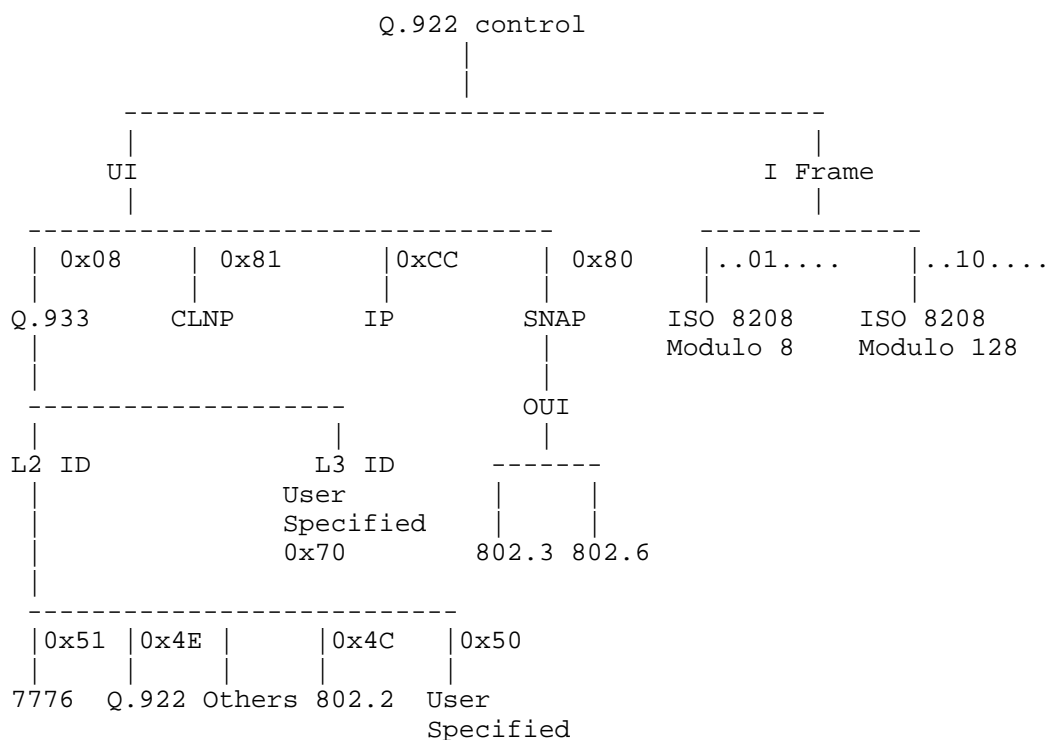 Q.922 control
UI I Frame
0x08 0x81 0xCC 0x80 ..01.... ..10....
Q.933 CLNP IP SNAP ISO 8208 ISO 8208
Modulo 8 Modulo 128
OUI
L2 ID L3 ID
User
Specified
0x70 802.3 802.6
0x51 0x4E 0x4C 0x50
7776 Q.922 Others 802.2 User
Specified